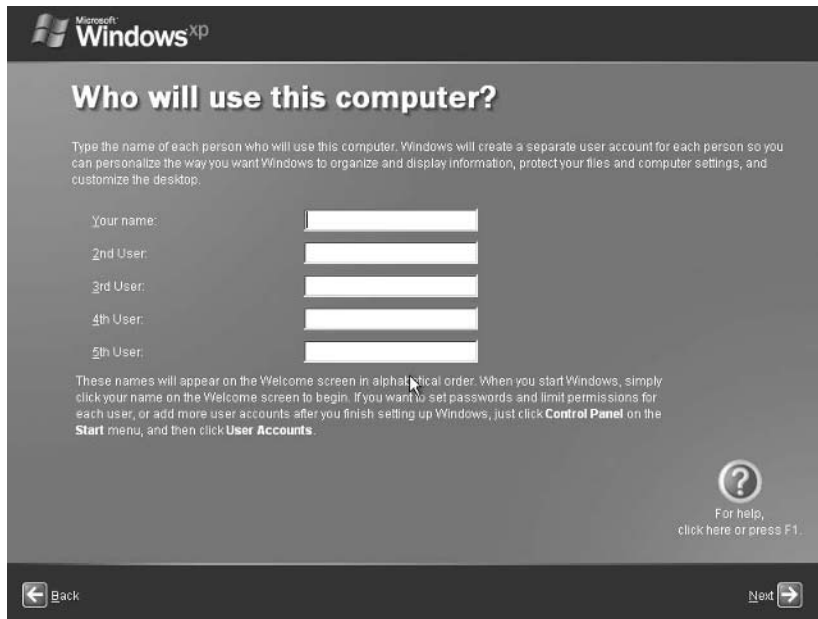 Microsoft
Windows xp
Who will use this computer?
Type the name of each person who will use this computer. Windows will create a separate user account for each person so you
can personalize the way you want Windows to organize and display information, protect your files and computer settings, and
customize the desktop.
Your name:
2nd User:
3rd User:
4th User:
5th User:
These names will appear on the Welcome screen in alphabetical order. When you start Windows, simply
click your name on the Welcome screen to begin. If you want to set passwords and limit permissions for
each user, or add more user accounts after you finish setting up Windows, just click Control Panel on the
Start menu, and then click User Accounts.
For help,
click here or press F1.
Back
Next